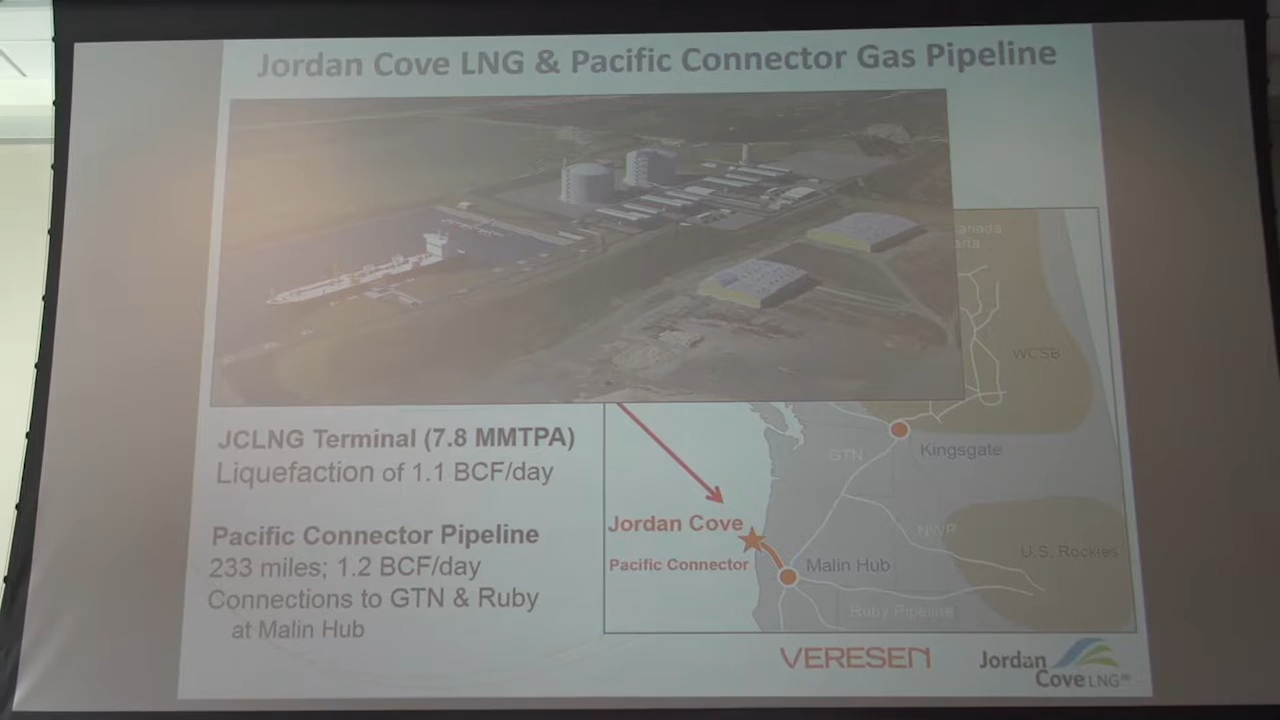 Jordan Cove LNG & Pacific Connector Gas Pipeline
anada
WCSB
Kingsgate
GTN
JCLNG Terminal (7.8 MMTPA)
Liquefaction of 1.1 BCF/day
Jordan Cove
NWP
U.S. Rockies
Pacific Connector
Malin Hub
Ruby Pipeline
Pacific Connector Pipeline
233 miles; 1.2 BCF/day
Connections to GTN & Ruby
at Malin Hub
VERESEN
Jordan
Cove LNG